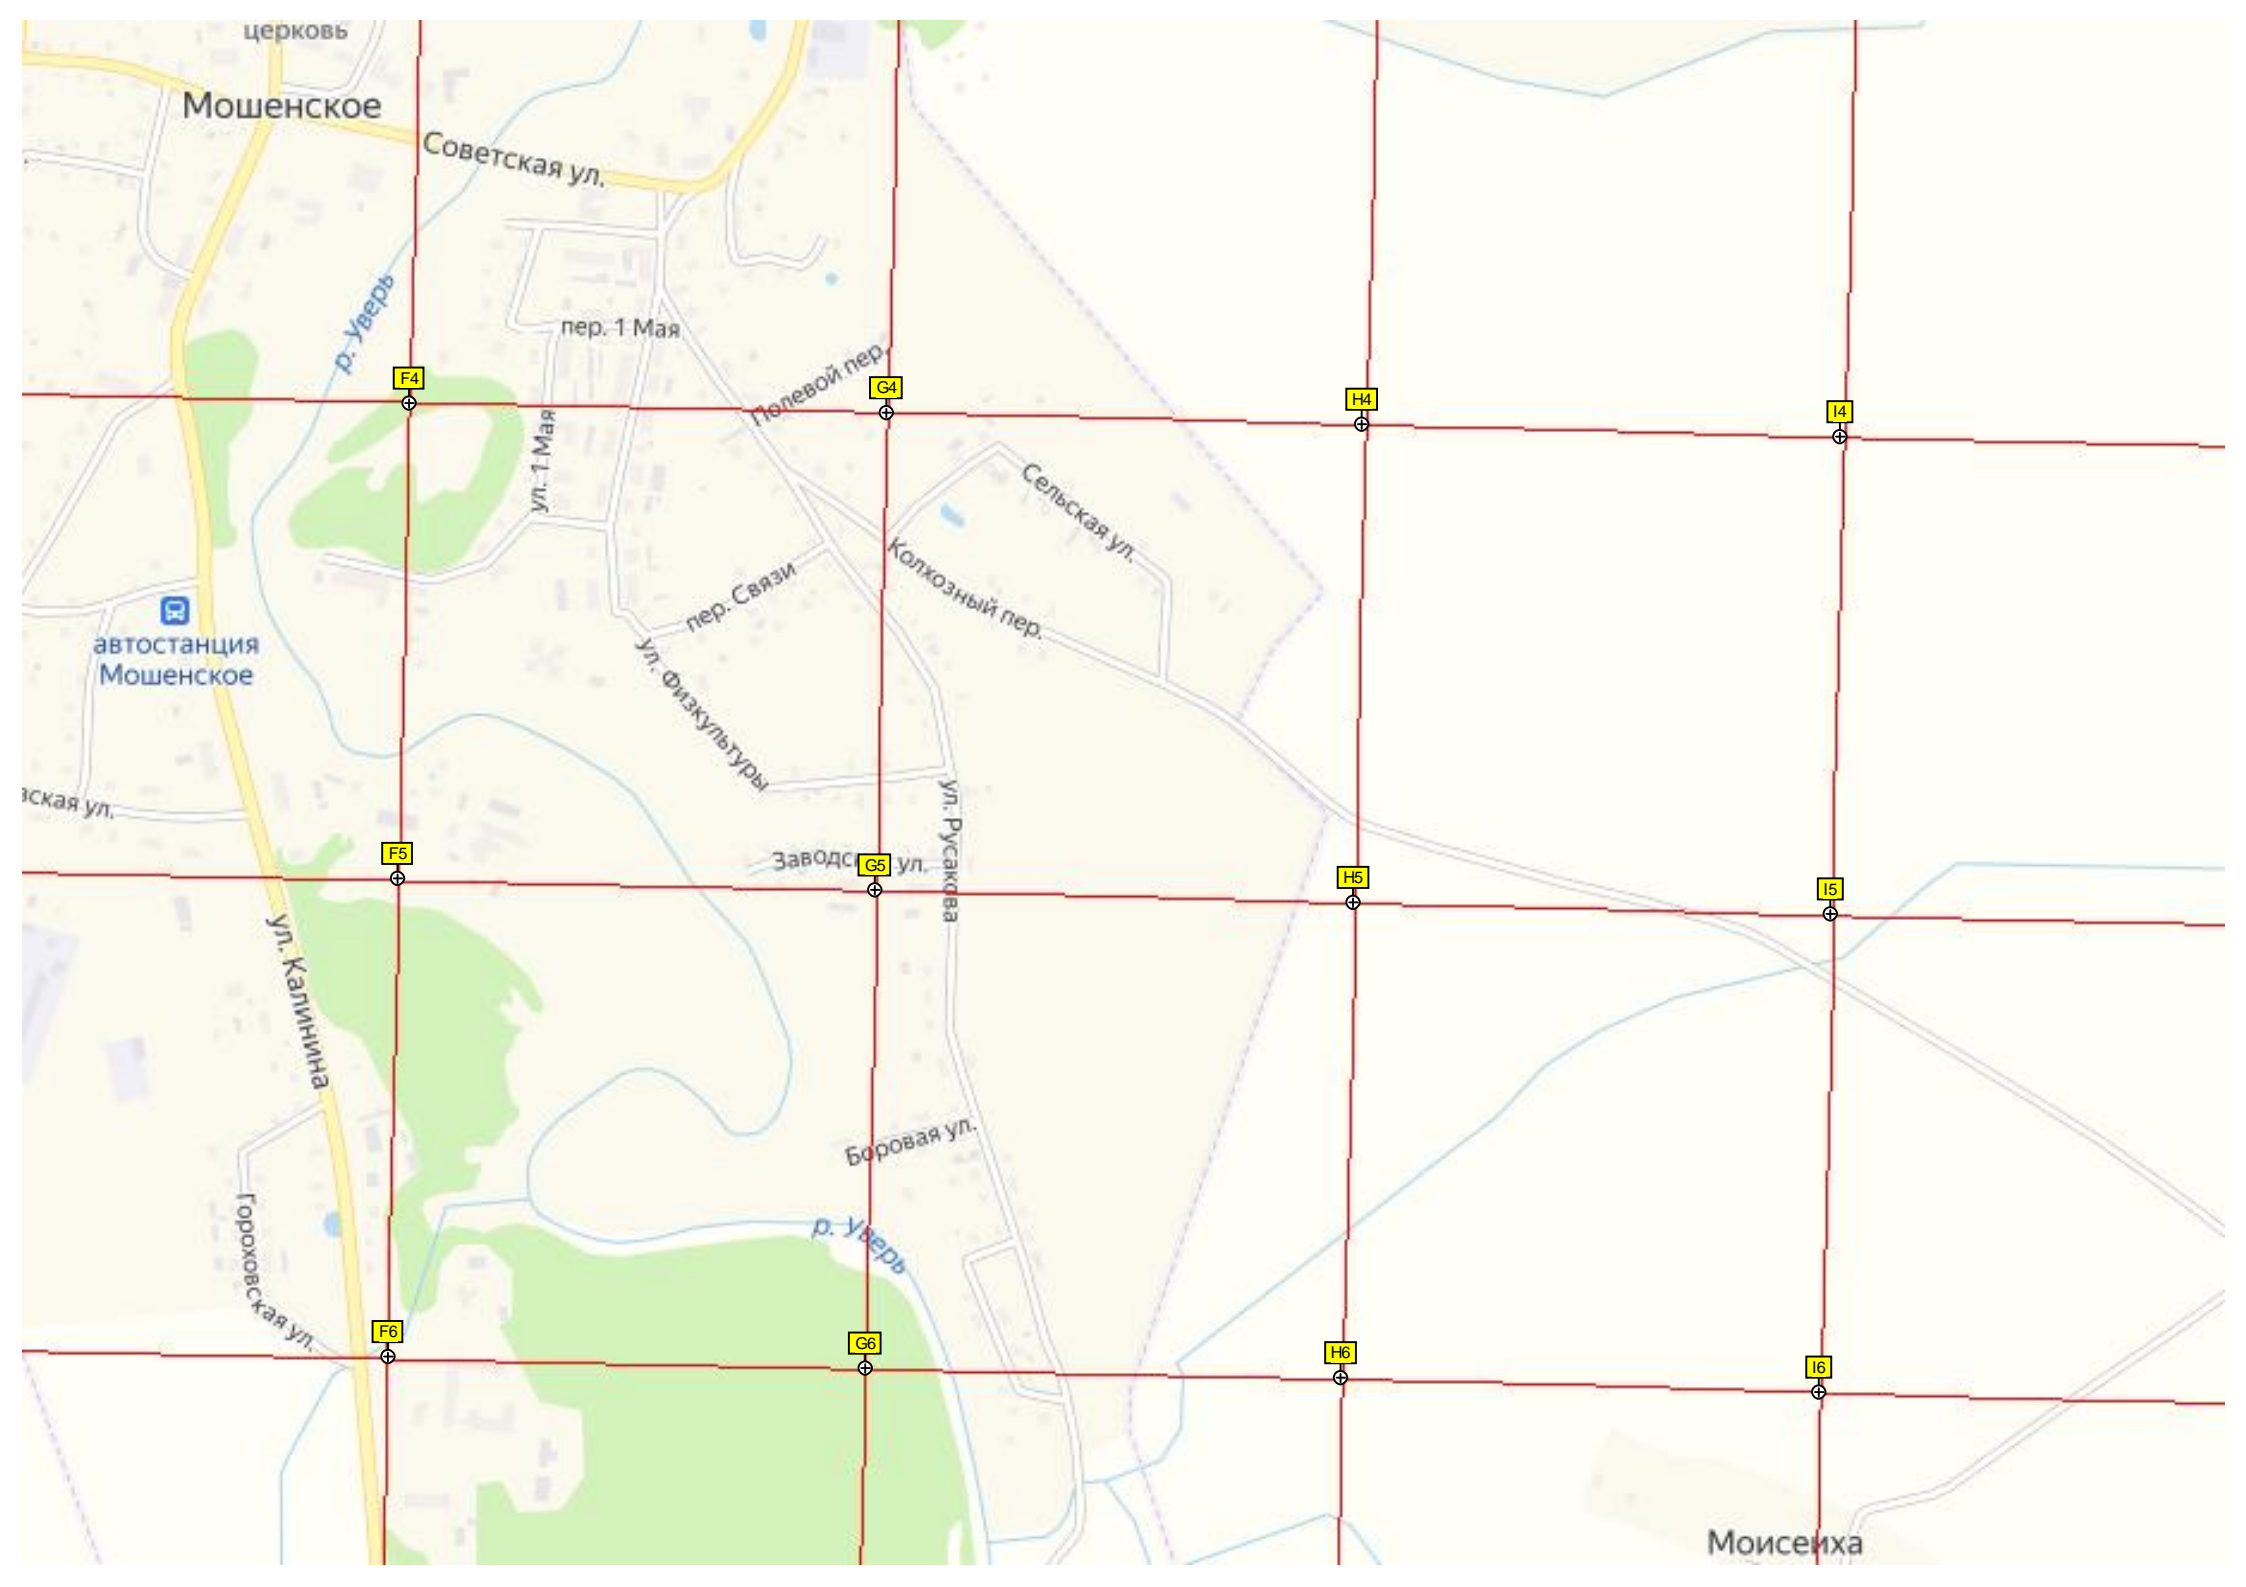 церковь
Мошенское
Советская ул.
р. Уверь
пер. 1 Мая
Полевой пер.
F4
G4
H4
I4
ул. 1 Мая
Сельская ул.
Колхозный пер.
пер. Связи
автостанция
Мошенское
ул. Физкультуры
вская ул.
ул. Русакова
F5
Заводс ул.
G5
H5
I5
ул. Калинина
Боровая ул.
Гороховская ул.
р. Уверь
F6
G6
H6
I6
Моисеиха